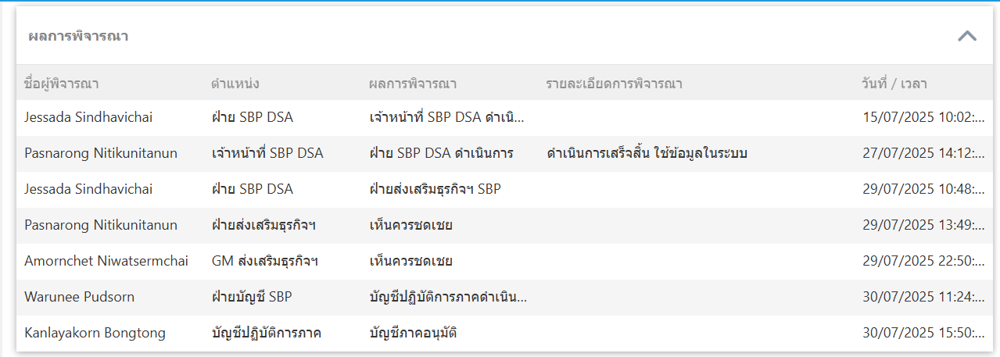 ผลการพิจารณา
ชื่อผู้พิจารณา ตำแหน่ง ผลการพิจารณา รายละเอียดการพิจารณา วันที่ / เวลา
Jessada Sindhavichai ฝ่าย SBP DSA เจ้าหน้าที่ SBP DSA ดำเนิ... 15/07/2025 10:02:...
Pasnarong Nitikunitanun เจ้าหน้าที่ SBP DSA ฝ่าย SBP DSA ดำเนินการ ดำเนินการเสร็จสิ้น ใช้ข้อมูลในระบบ 27/07/2025 14:12:...
Jessada Sindhavichai ฝ่าย SBP DSA ฝ่ายส่งเสริมธุรกิจฯ SBP 29/07/2025 10:48:...
Pasnarong Nitikunitanun ฝ่ายส่งเสริมธุรกิจฯ เห็นควรชดเชย 29/07/2025 13:49:...
Amornchet Niwatsermchai GM ส่งเสริมธุรกิจฯ เห็นควรชดเชย 29/07/2025 22:50:...
Warunee Pudsorn ฝ่ายบัญชี SBP บัญชีปฏิบัติการภาคดำเนิน... 30/07/2025 11:24:...
Kanlayakorn Bongtong บัญชีปฏิบัติการภาค บัญชีภาคอนุมัติ 30/07/2025 15:50:...